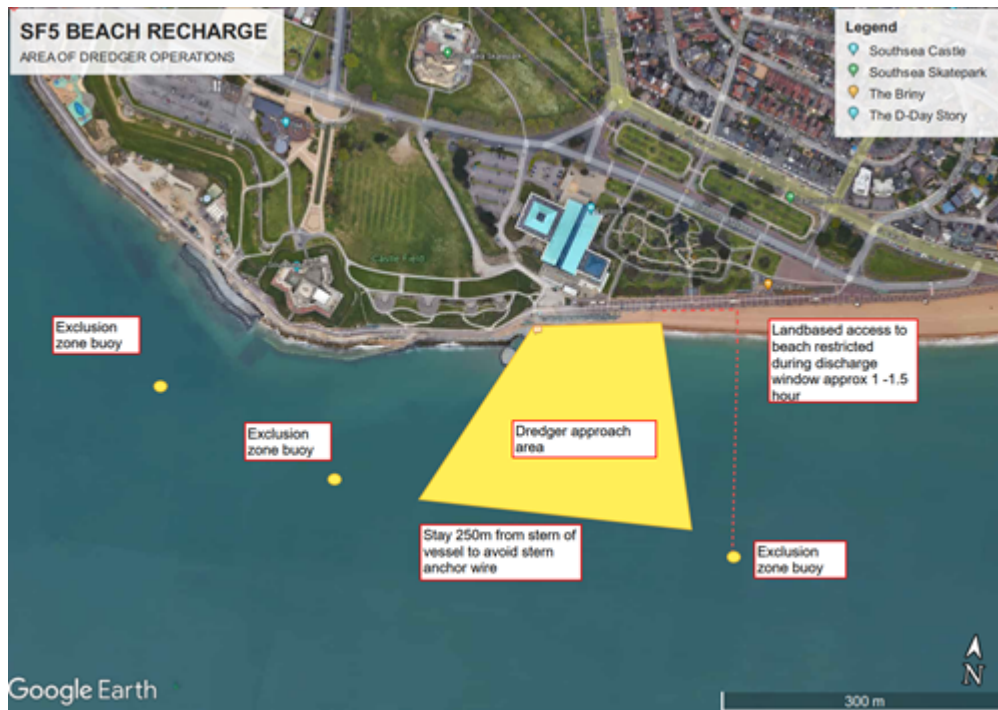 SF5 BEACH RECHARGE
AREA OF DREDGER OPERATIONS
Legend
Southsea Castle
Southsea Skatepark
The Briny
The D-Day Story
Castle Field
Exclusion
zone buoy
Exclusion
zone buoy
Landbased access to
beach restricted
during discharge
window approx 1 -1.5
hour
Dredger approach
area
Stay 250m from stern of
vessel to avoid stern
anchor wire
Exclusion
zone buoy
N
Google Earth
300 m